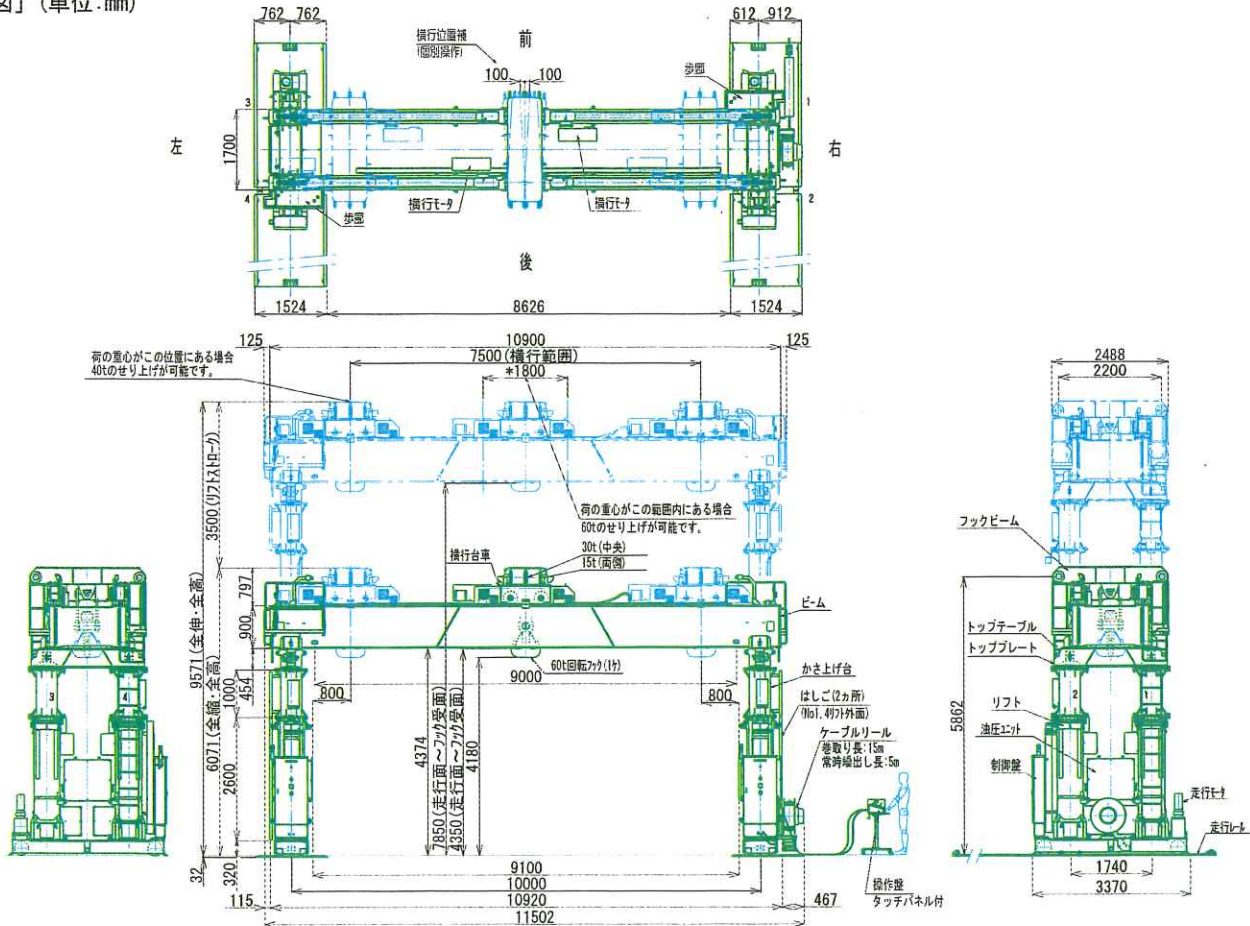 図」(単位:mm)
762
762
612
912
横行位置補
(個別操作)
前
100
100
歩廊
3
1
左
1700
右
4
2
歩廊
横行モータ
横行モータ
後
1524
8626
1524
125
10900
125
荷の重心がこの位置にある場合
40tのせり上げが可能です。
7500(横行範囲)
*1800
2488
2200
3500(リフトストローク)
荷の重心がこの範囲内にある場合
60tのせり上げが可能です。
横行台車
30t(中央)
15t(両側)
フックビーム
797
ビーム
900
9571(全伸・全高)
6071(全縮・全高)
トップテーブル
トッププレート
60t回転フック(1ケ)
9000
かさ上げ台
800
800
はしご(2ヵ所)
(No1.4リフト外面)
454
1000
3
4
2
1
リフト
油圧ユニット
5862
ケーブルリール
巻取り長:15m
常時繰出し長:5m
制御盤
4374
7850(走行面~フック受面)
4350(走行面~フック受面)
4180
2600
走行モータ
走行レール
32
320
9100
10000
1740
3370
操作盤
タッチパネル付
115
10920
467
11502